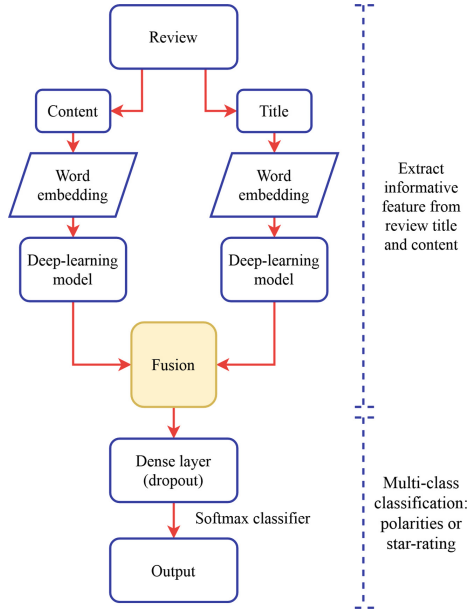 Review
Content
Title
Word
embedding
Word
embedding
Deep-learning
model
Deep-learning
model
Fusion
Dense layer
(dropout)
Softmax classifier
Output
Extract
informative
feature from
review title
and content
Multi-class
classification:
polarities or
star-rating